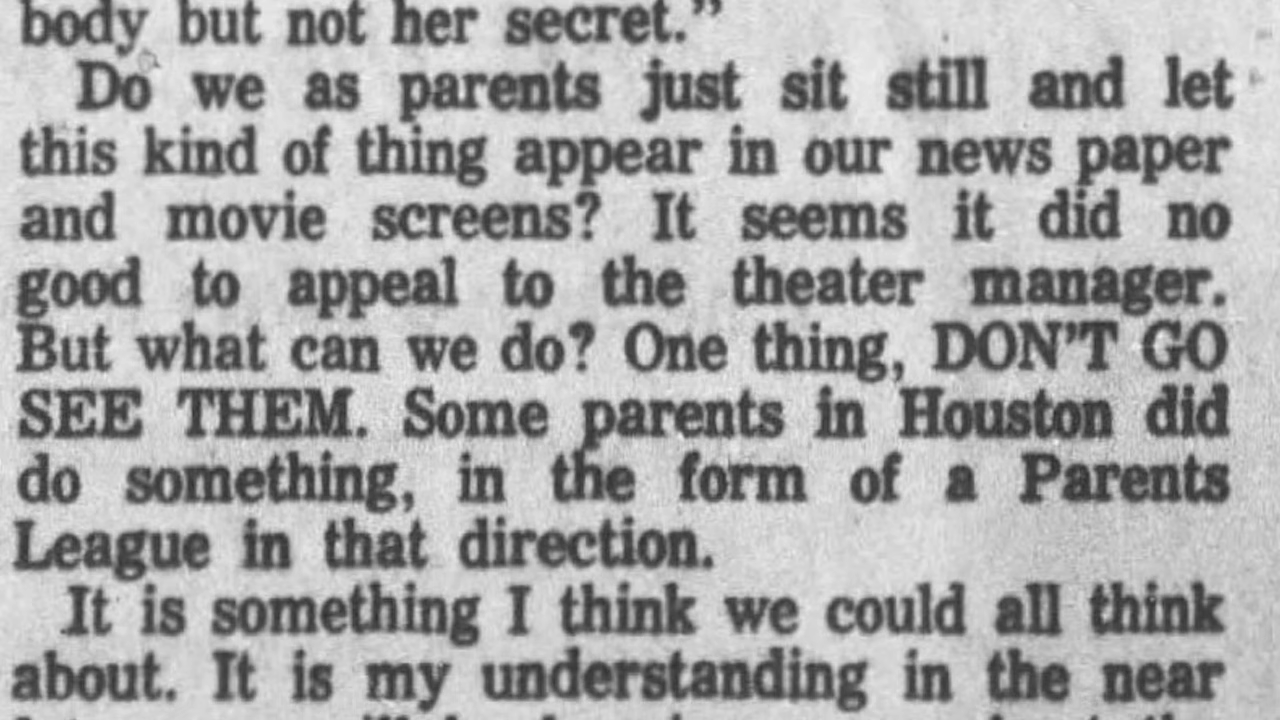 body but not her secret."
Do we as parents just sit still and let
this kind of thing appear in our news paper
and movie screens? It seems it did no
good to appeal to the theater manager.
But what can we do? One thing, DON'T GO
SEE THEM. Some parents in Houston did
do something, in the form of a Parents
League in that direction.
It is something I think we could all think
about. It is my understanding in the near